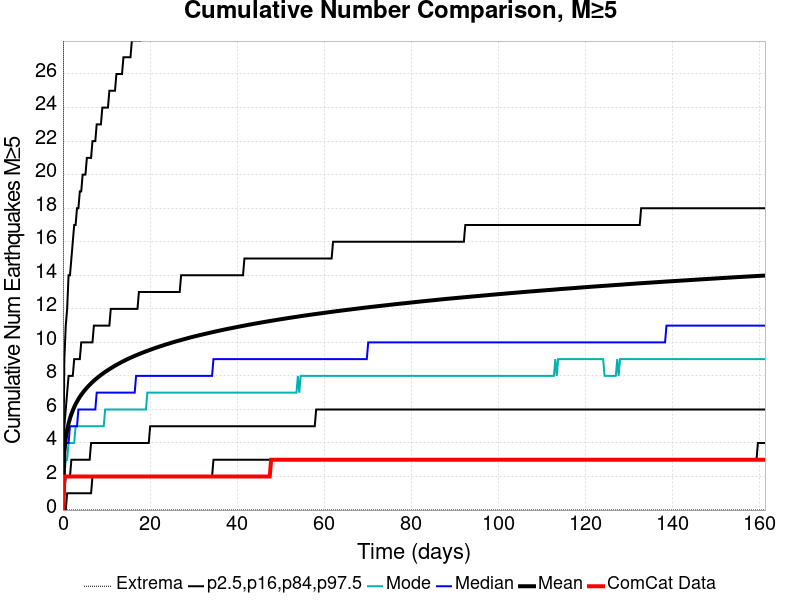 Cumulative Number Comparison, M≥5
Cumulative Num Earthquakes M≥5
26
24
22
20
18
16
14
12
10
8
6
4
2
0
0 20 40 60 80 100 120 140 160
Time (days)
Extrema p2.5,p16,p84,p97.5 Mode Median Mean ComCat Data